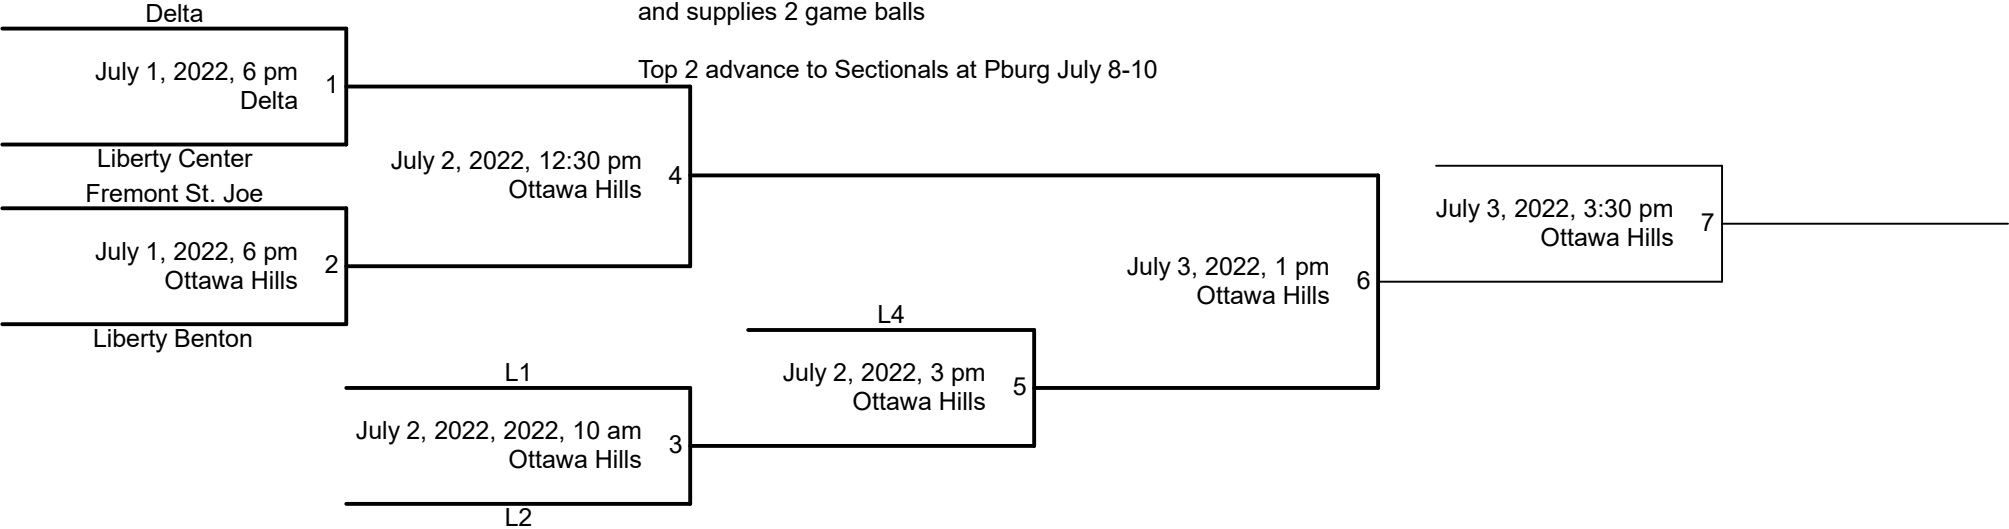 Delta
and supplies 2 game balls
July 1, 2022, 6 pm
Delta
1
Top 2 advance to Sectionals at Pburg July 8-10
Liberty Center
Fremont St. Joe
July 2, 2022, 12:30 pm
Ottawa Hills
4
July 1, 2022, 6 pm
Ottawa Hills
2
July 3, 2022, 3:30 pm
Ottawa Hills
7
July 3, 2022, 1 pm
Ottawa Hills
6
Liberty Benton
L4
July 2, 2022, 3 pm
Ottawa Hills
5
L1
July 2, 2022, 2022, 10 am
Ottawa Hills
3
L2